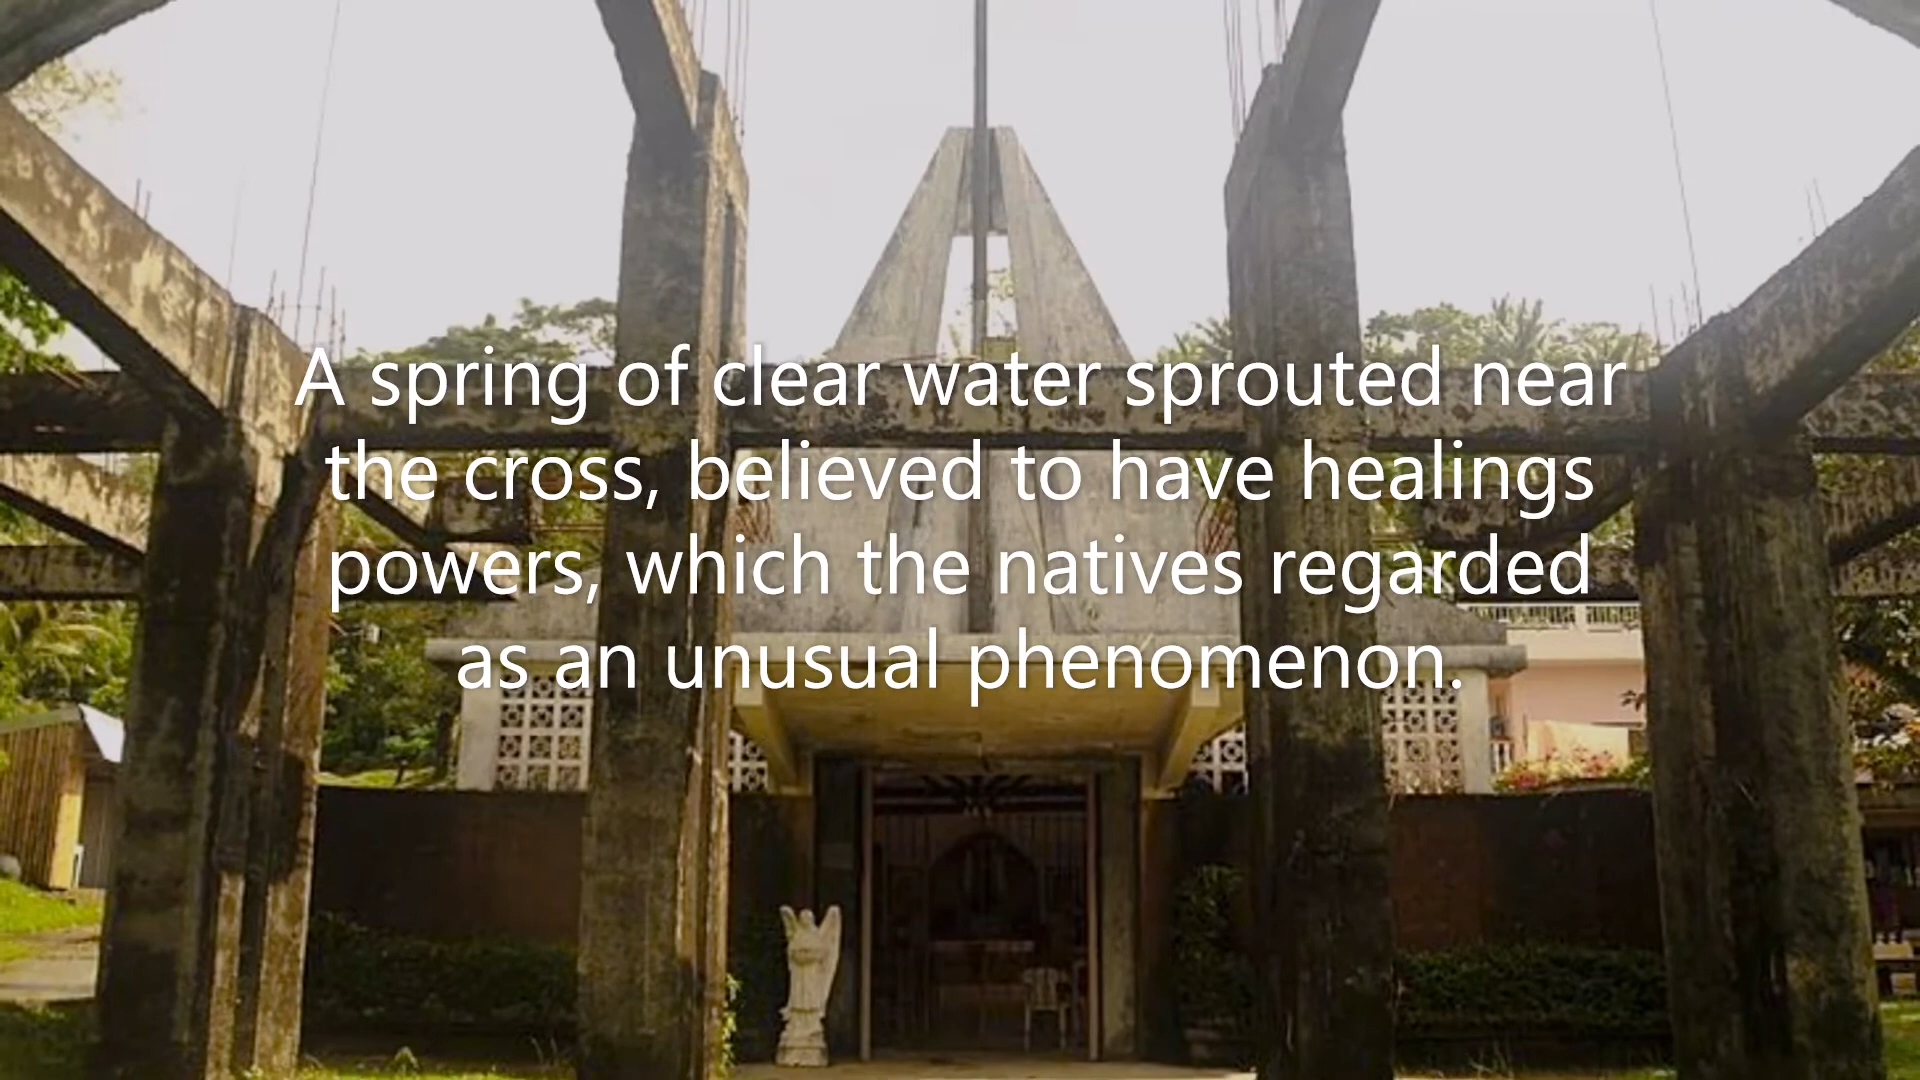 A spring of clear water sprouted near
the cross, believed to have healings
powers, which the natives regarded
as an unusual phenomenon.